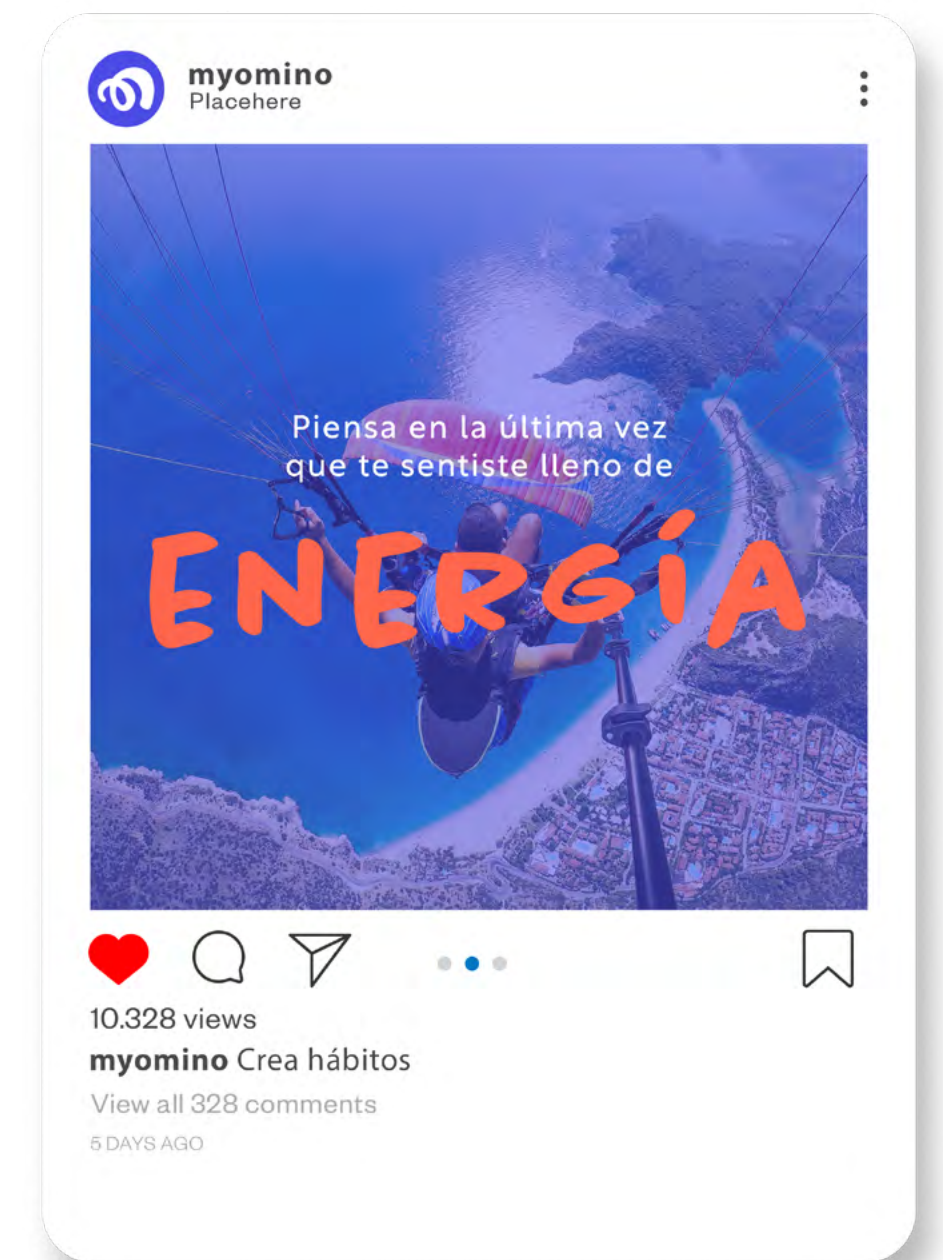 myomino
Placehere
Piensa en la última vez
que te sentiste lleno de
ENERGÍA
10.328 views
myomino Crea hábitos
View all 328 comments
5 DAYS AGO